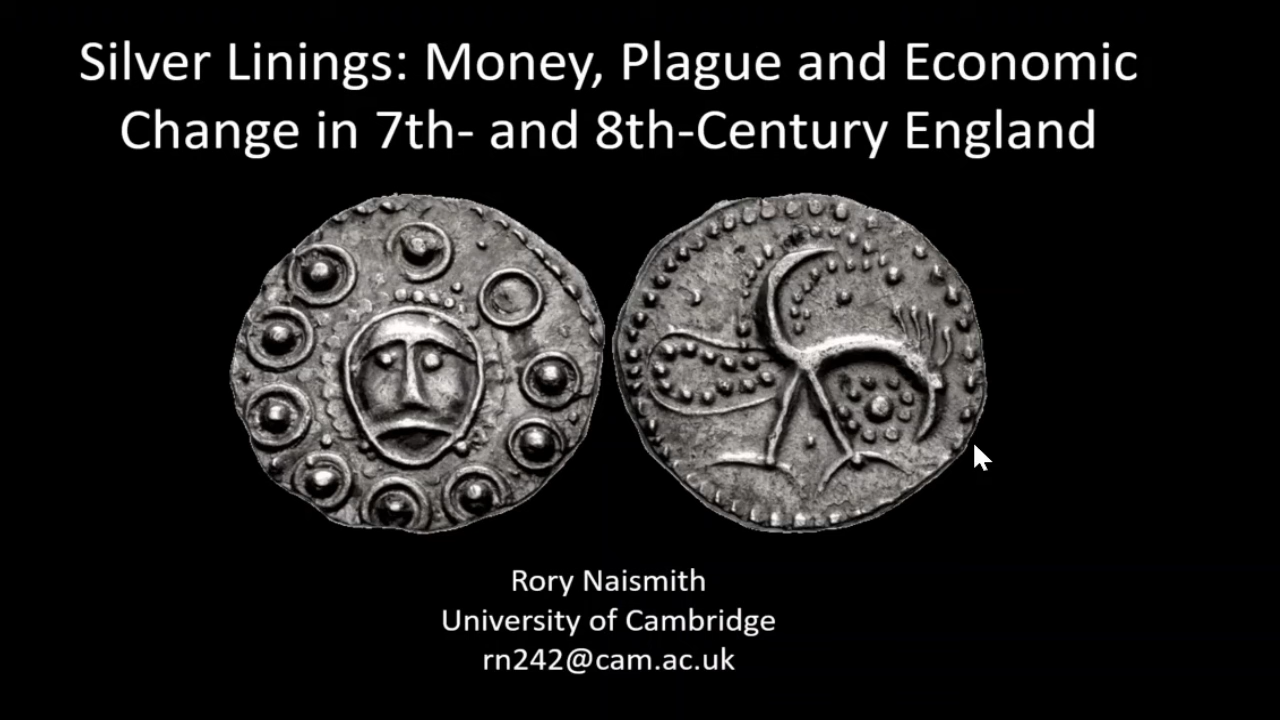 Silver Linings: Money, Plague and Economic
Change in 7th- and 8th-Century England
Rory Naismith
University of Cambridge
rn242@cam.ac.uk